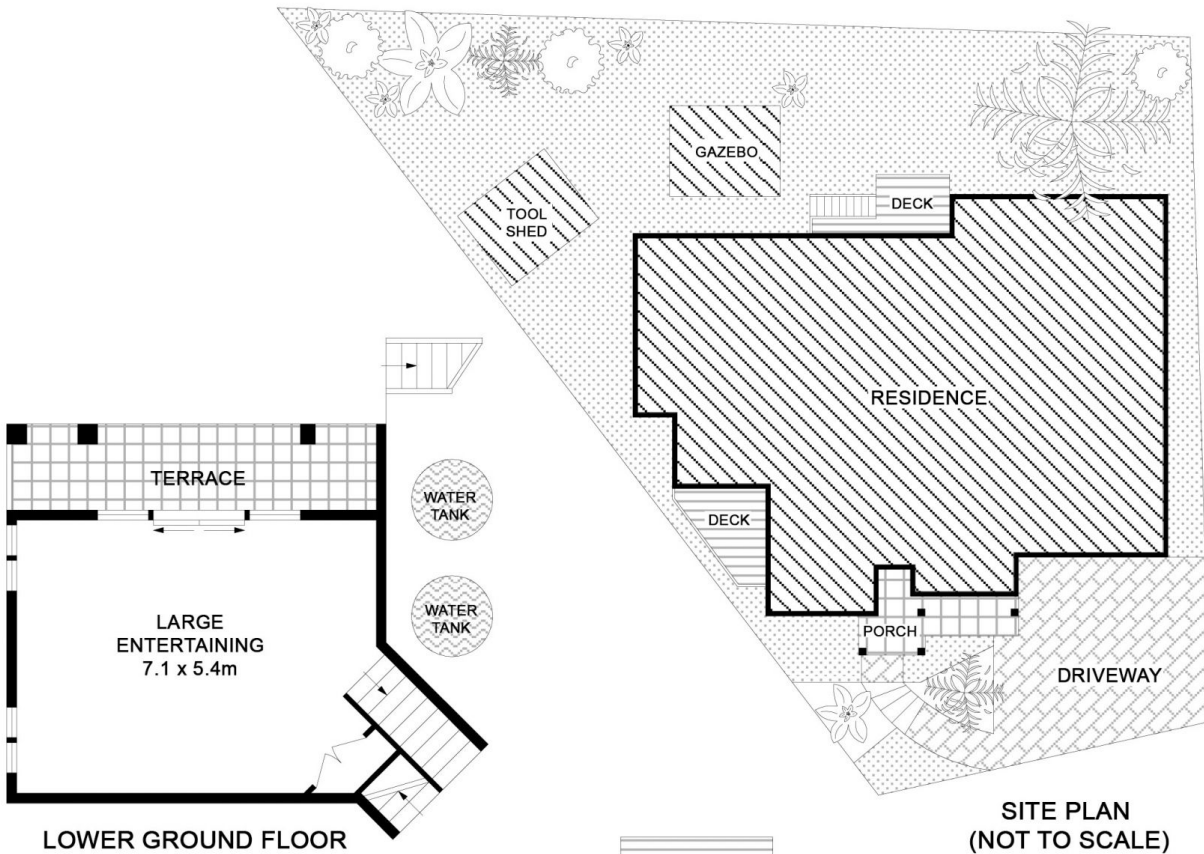 GAZEBO
TOOL
SHED
DECK
RESIDENCE
TERRACE
WATER
TANK
DECK
WATER
TANK
LARGE
ENTERTAINING
7.1 x 5.4m
PORCH
DRIVEWAY
LOWER GROUND FLOOR
SITE PLAN
(NOT TO SCALE)